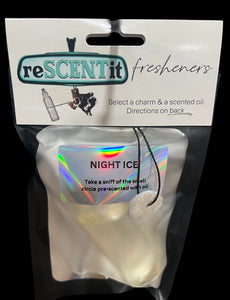 reSCENTit fresheners
Select a charm & a scented oil.
Directions on back
NIGHT ICE
Take a sniff of the small
circle pre-scented with oil